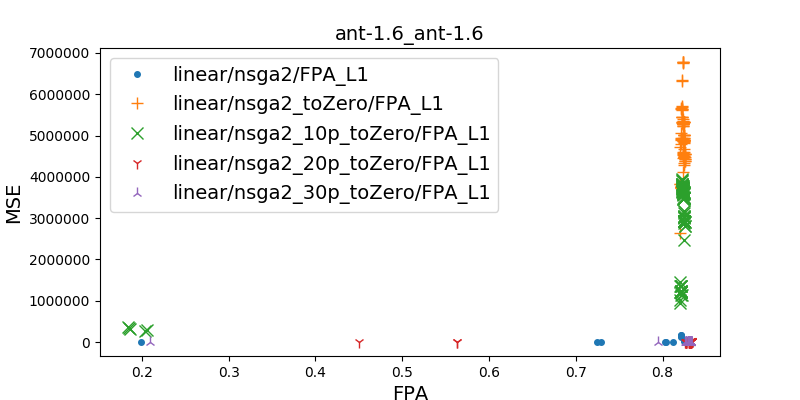 ant-1.6_ant-1.6
7000000
6000000
5000000
4000000
3000000
2000000
1000000
0
MSE
linear/nsga2/FPA_L1
linear/nsga2_toZero/FPA_L1
linear/nsga2_10p_toZero/FPA_L1
linear/nsga2_20p_toZero/FPA_L1
linear/nsga2_30p_toZero/FPA_L1
0.2 0.3 0.4 0.5 0.6 0.7 0.8
FPA